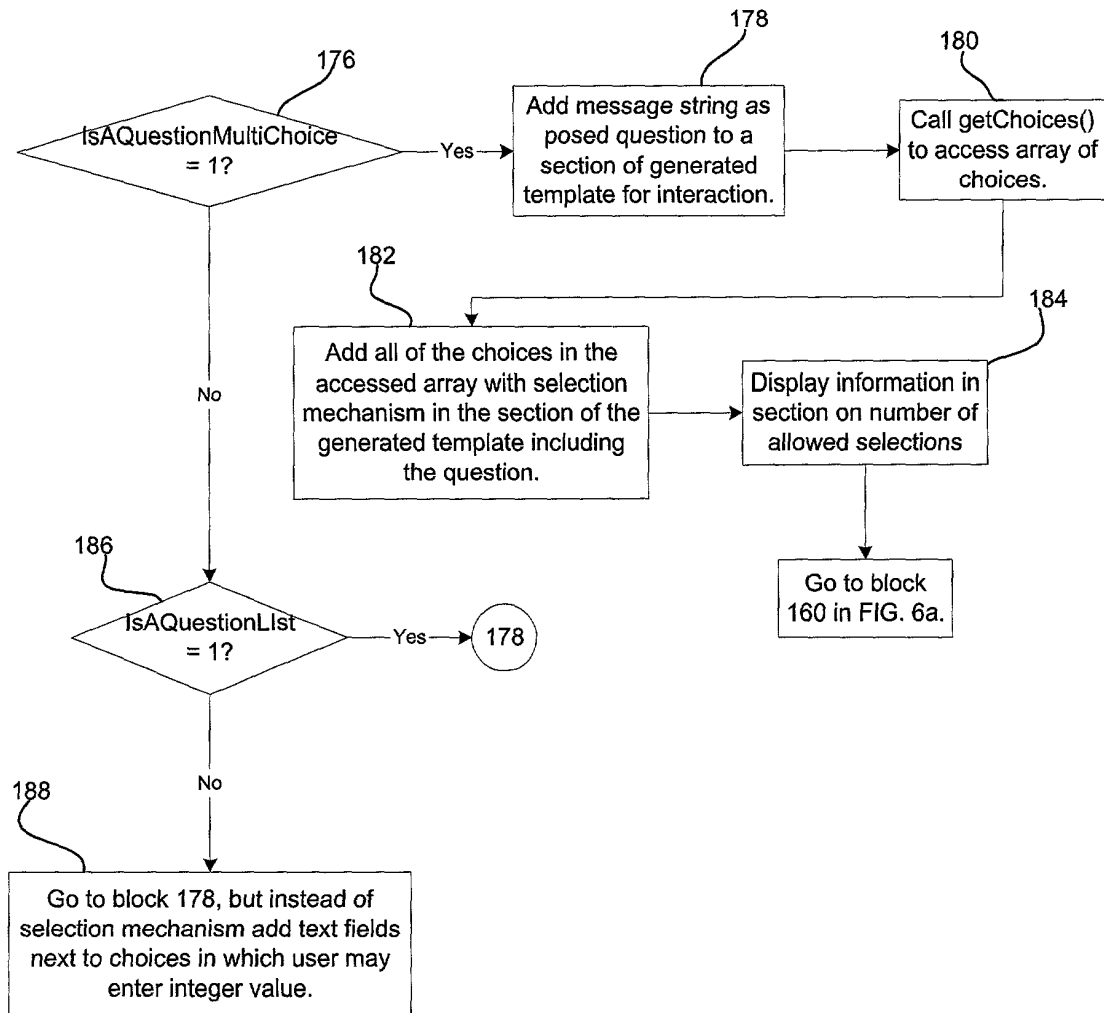 176
IsAQuestionMultiChoice
= 1?
Yes
178
Add message string as
posed question to a
section of generated
template for interaction.
180
Call getChoices()
to access array of
choices.
182
Add all of the choices in the
accessed array with selection
mechanism in the section of the
generated template including
the question.
184
Display information in
section on number of
allowed selections
Go to block
160 in FIG. 6a.
No
186
IsAQuestionLIst
= 1?
Yes
178
No
188
Go to block 178, but instead of
selection mechanism add text fields
next to choices in which user may
enter integer value.